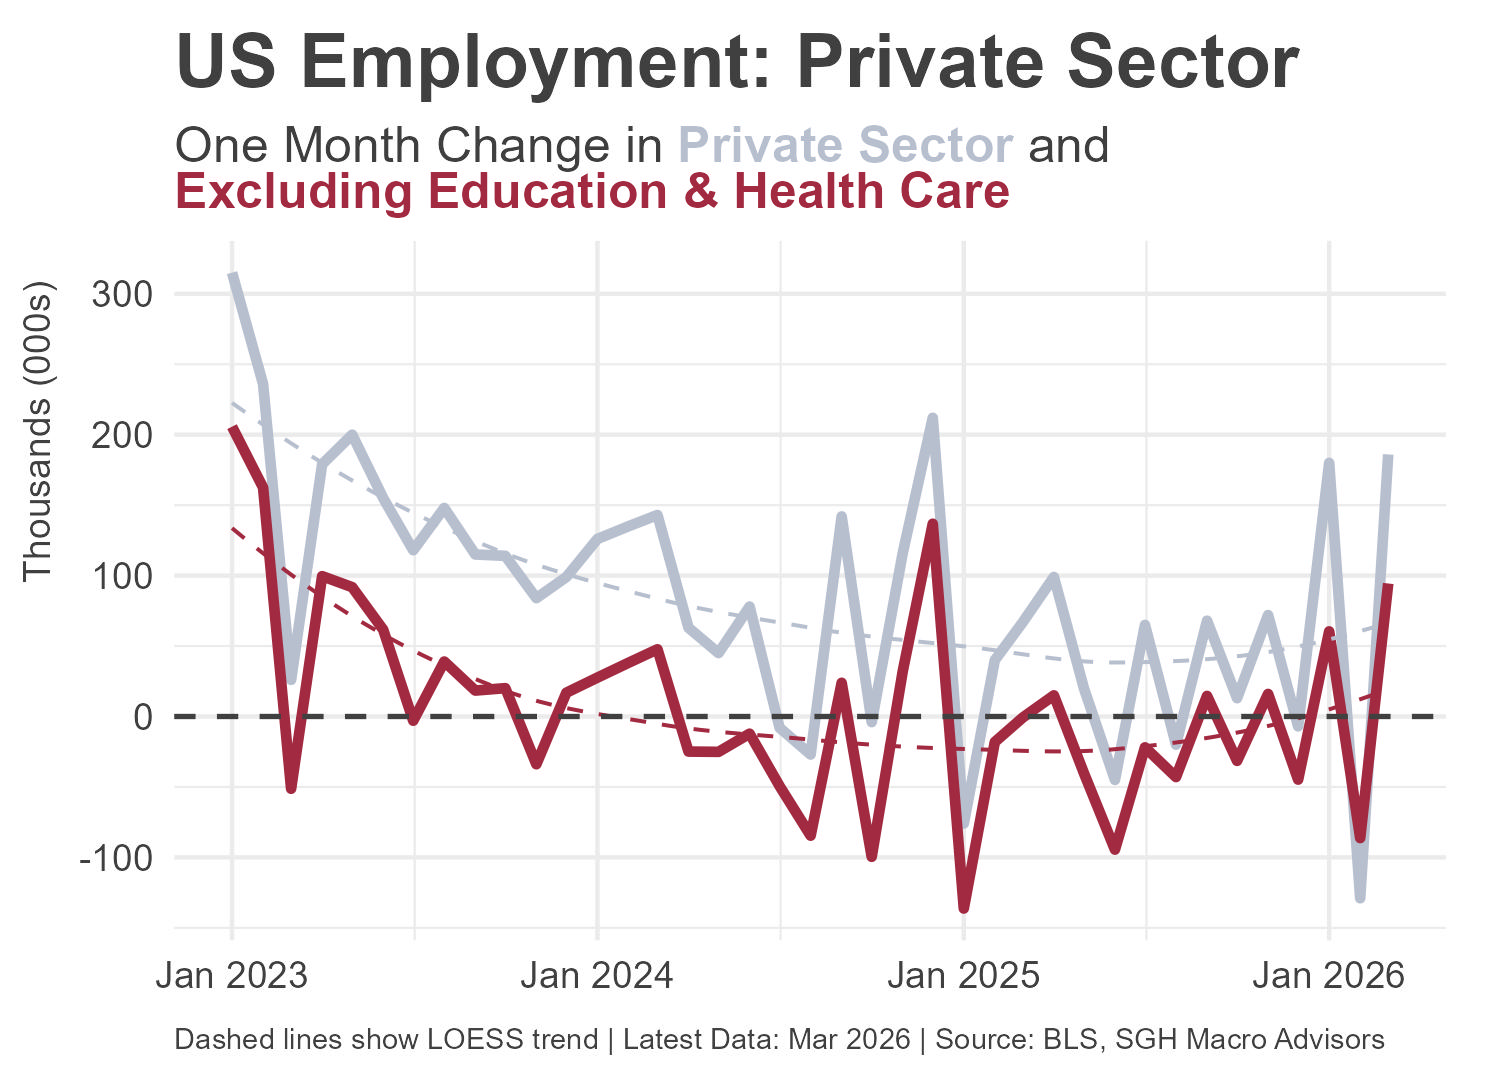 US Employment: Private Sector
One Month Change in Private Sector and
Excluding Education & Health Care
Thousands (000s)
300
200
100
0
-100
Jan 2023
Jan 2024
Jan 2025
Jan 2026
Dashed lines show LOESS trend | Latest Data: Mar 2026 | Source: BLS, SGH Macro Advisors